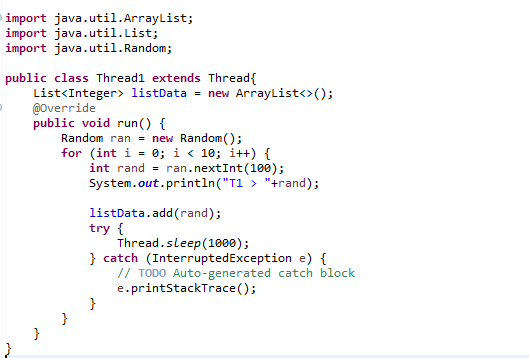 import java.util.ArrayList;
import java.util.List;
import java.util.Random;

public class Thread1 extends Thread{
    List<Integer> listData = new ArrayList<>();
    @Override
    public void run() {
        Random ran = new Random();
        for (int i = 0; i < 10; i++) {
            int rand = ran.nextInt(100);
            System.out.println("T1 > "+rand);

            listData.add(rand);
            try {
                Thread.sleep(1000);
            } catch (InterruptedException e) {
                // TODO Auto-generated catch block
                e.printStackTrace();
            }
        }
    }
}